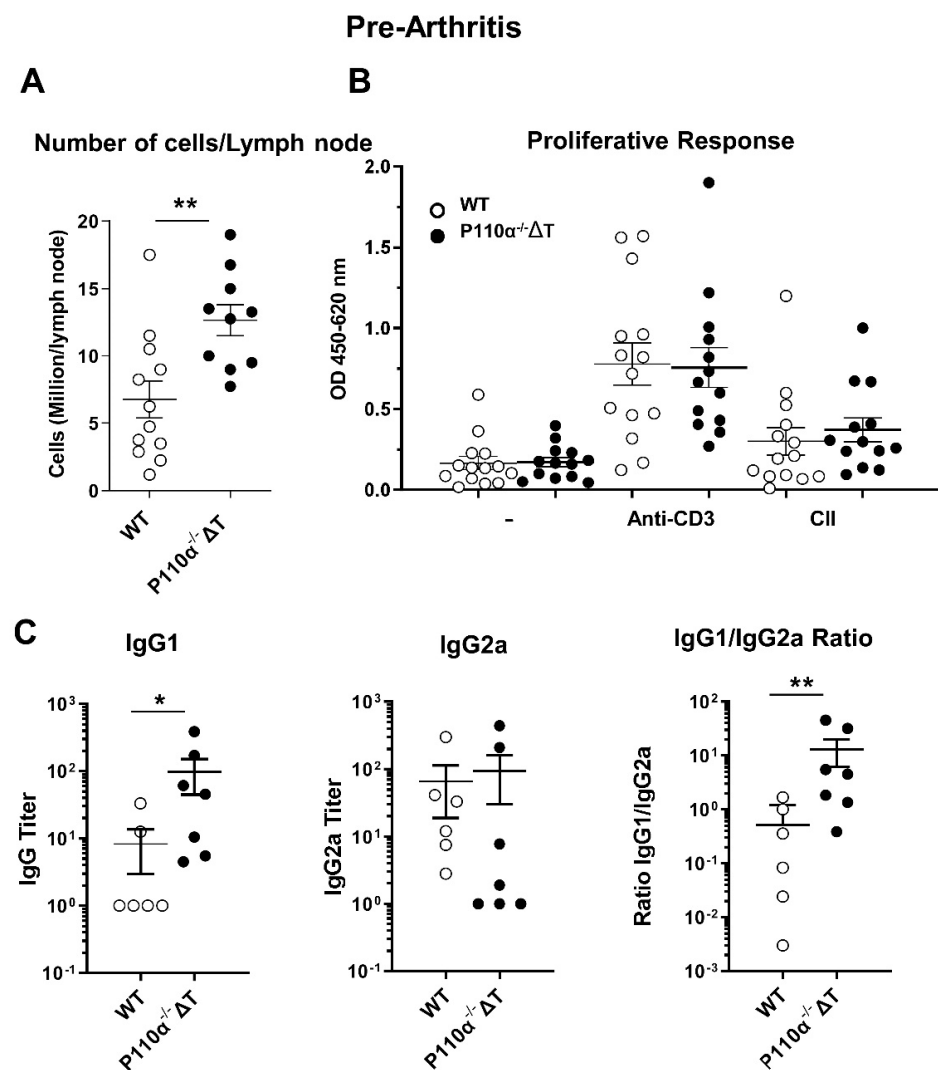 Pre-Arthritis
A
B
Number of cells/Lymph node
Proliferative Response
**
Cells (Million/lymph node)
20
15
10
5
0
WT
P110α⁻/⁻ΔT
OD 450-620 nm
2.0
1.5
1.0
0.5
0.0
WT
P110α⁻/⁻ΔT
–
Anti-CD3
CII
C
IgG1
IgG2a
IgG1/IgG2a Ratio
*
IgG Titer
10³
10²
10¹
10⁰
10⁻¹
WT
P110α⁻/⁻ΔT
IgG2a Titer
10³
10²
10¹
10⁰
10⁻¹
WT
P110α⁻/⁻ΔT
**
Ratio IgG1/IgG2a
10²
10¹
10⁰
10⁻¹
10⁻²
10⁻³
WT
P110α⁻/⁻ΔT